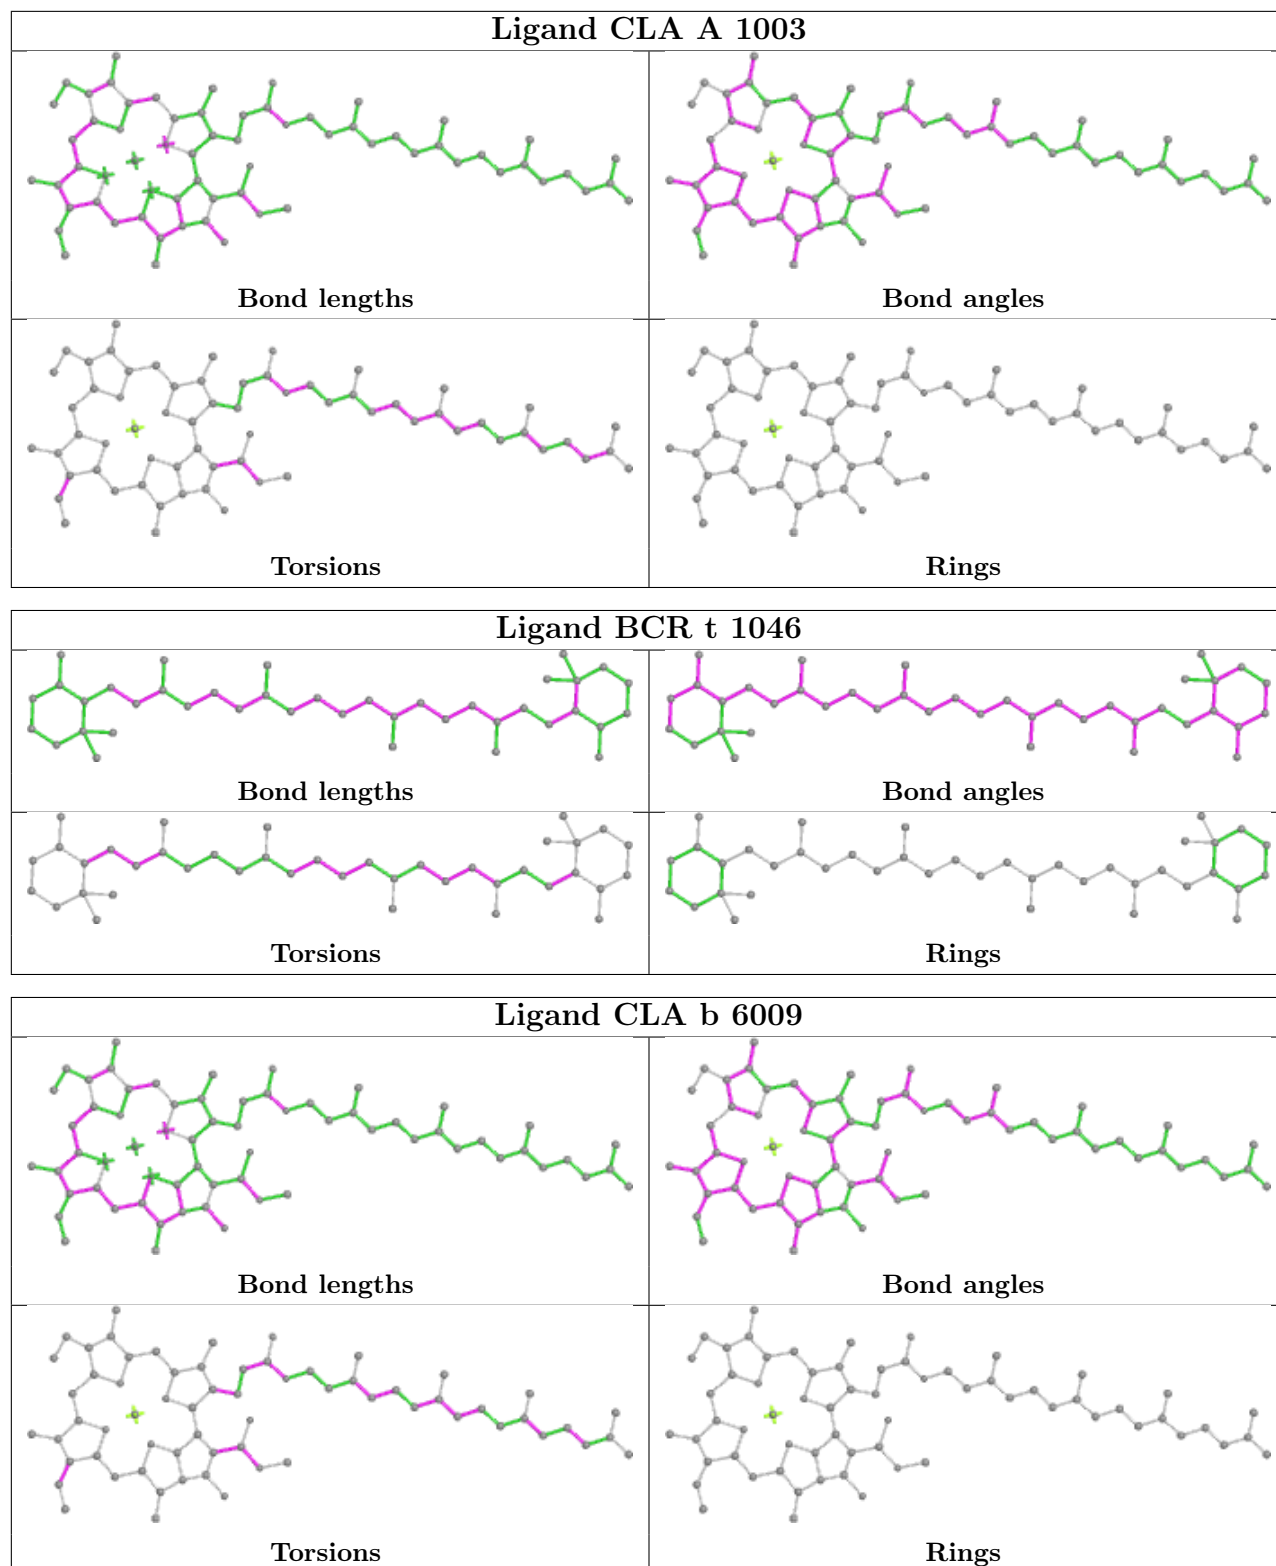 Ligand CLA A 1003
Bond lengths
Bond angles
Torsions
Rings
Ligand BCR t 1046
Bond lengths
Bond angles
Torsions
Rings
Ligand CLA b 6009
Bond lengths
Bond angles
Torsions
Rings